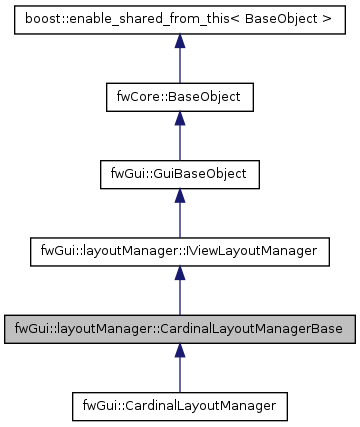 boost::enable_shared_from_this< BaseObject >
fwCore::BaseObject
fwGui::GuiBaseObject
fwGui::layoutManager::IViewLayoutManager
fwGui::layoutManager::CardinalLayoutManagerBase
fwGui::CardinalLayoutManager